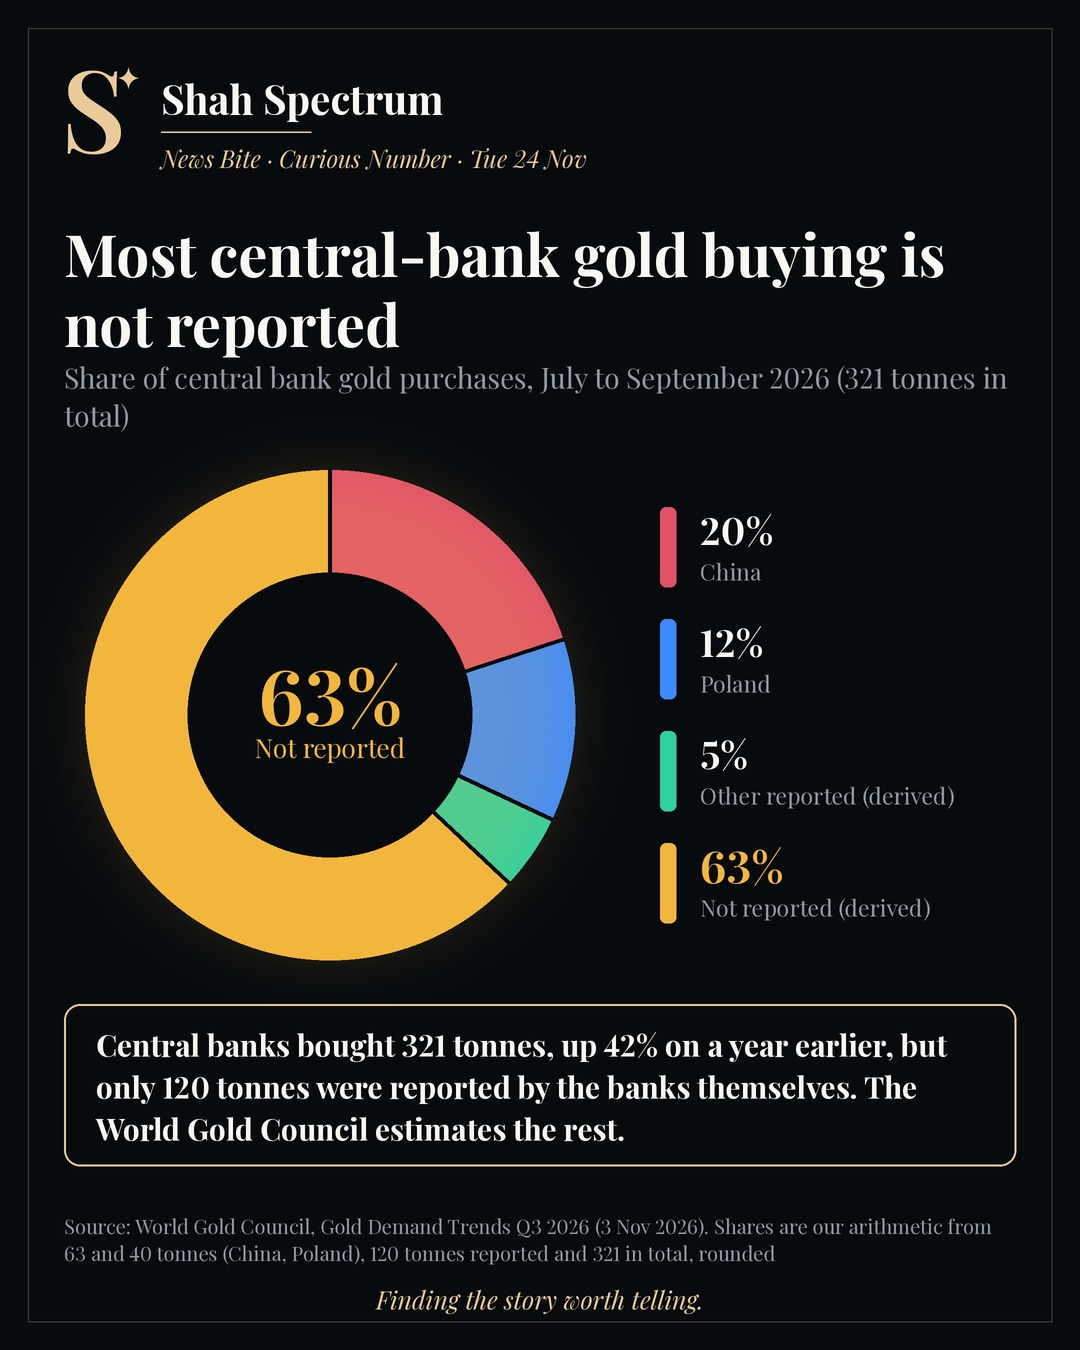 S
Shah Spectrum
News Bite · Curious Number · Tue 24 Nov
Most central-bank gold buying is
not reported
Share of central bank gold purchases, July to September 2026 (321 tonnes in
total)
63%
Not reported
20%
China
12%
Poland
5%
Other reported (derived)
63%
Not reported (derived)
Central banks bought 321 tonnes, up 42% on a year earlier, but
only 120 tonnes were reported by the banks themselves. The
World Gold Council estimates the rest.
Source: World Gold Council, Gold Demand Trends Q3 2026 (3 Nov 2026). Shares are our arithmetic from
63 and 40 tonnes (China, Poland), 120 tonnes reported and 321 in total, rounded
Finding the story worth telling.